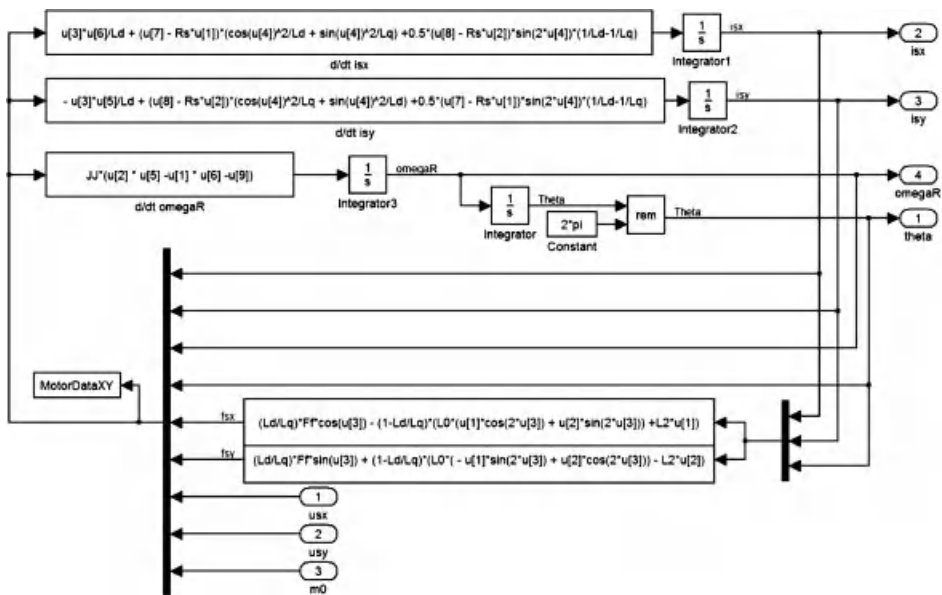 u[3]*u[6]/Ld + (u[7] - Rs*u[1])*(cos(u[4])^2/Ld + sin(u[4])^2/Lq) +0.5*(u[8] - Rs*u[2])*sin(2*u[4])*(1/Ld-1/Lq)
d/dt isx
1
s
Integrator1
isx
2
isx
- u[3]*u[5]/Ld + (u[8] - Rs*u[2])*(cos(u[4])^2/Lq + sin(u[4])^2/Ld) +0.5*(u[7] - Rs*u[1])*sin(2*u[4])*(1/Ld-1/Lq)
d/dt isy
1
s
Integrator2
isy
3
isy
JJ*(u[2] * u[5] -u[1] * u[6] -u[9])
d/dt omegaR
1
s
Integrator3
omegaR
4
omegaR
1
s
Integrator
Theta
2*pi
Constant
rem
Theta
1
theta
MotorDataXY
fsx
(Ld/Lq)*Ff*cos(u[3]) - (1-Ld/Lq)*(L0*(u[1]*cos(2*u[3]) + u[2]*sin(2*u[3])) +L2*u[1])
fsy
(Ld/Lq)*Ff*sin(u[3]) + (1-Ld/Lq)*(L0*( - u[1]*sin(2*u[3]) + u[2]*cos(2*u[3])) - L2*u[2])
1
usx
2
usy
3
m0